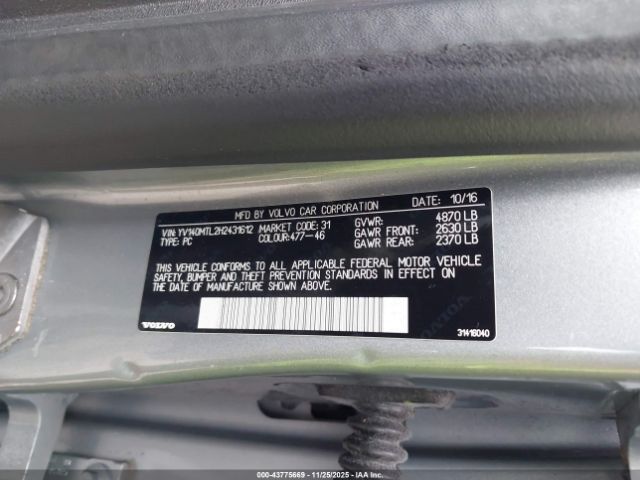 MFD BY VOLVO CAR CORPORATION DATE: 10/16
VIN: YV140MTL2H2431612 MARKET CODE: 31 GVWR: 4870 LB
TYPE: PC COLOUR: 477-46 GAWR FRONT: 2630 LB
GAWR REAR: 2370 LB
THIS VEHICLE CONFORMS TO ALL APPLICABLE FEDERAL MOTOR VEHICLE
SAFETY, BUMPER AND THEFT PREVENTION STANDARDS IN EFFECT ON
THE DATE OF MANUFACTURE SHOWN ABOVE.
VOLVO 31416040
000-43775669 - 11/25/2025 - IAA Inc.